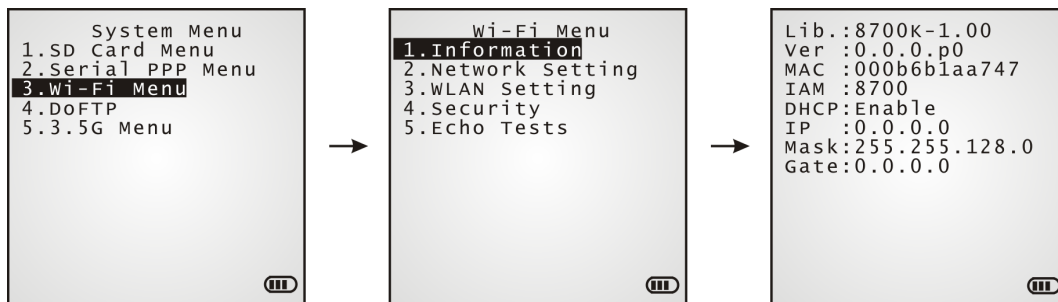 System Menu
1.SD Card Menu
2.Serial PPP Menu
3.Wi-Fi Menu
4.DoFTP
5.3.5G Menu
Wi-Fi Menu
1.Information
2.Network Setting
3.WLAN Setting
4.Security
5.Echo Tests
Lib.:8700K-1.00
Ver :0.0.0.p0
MAC :000b6b1aa747
IAM :8700
DHCP:Enable
IP  :0.0.0.0
Mask:255.255.128.0
Gate:0.0.0.0